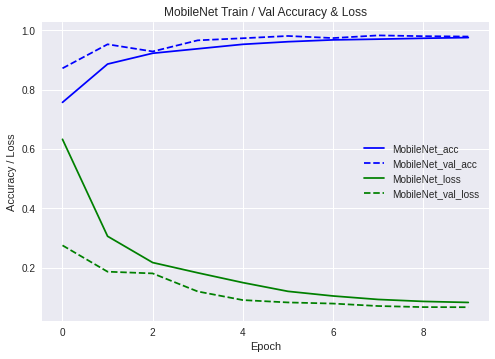 MobileNet Train / Val Accuracy & Loss
1.0
0.8
0.6
0.4
0.2
Accuracy / Loss
MobileNet_acc
MobileNet_val_acc
MobileNet_loss
MobileNet_val_loss
0 2 4 6 8
Epoch